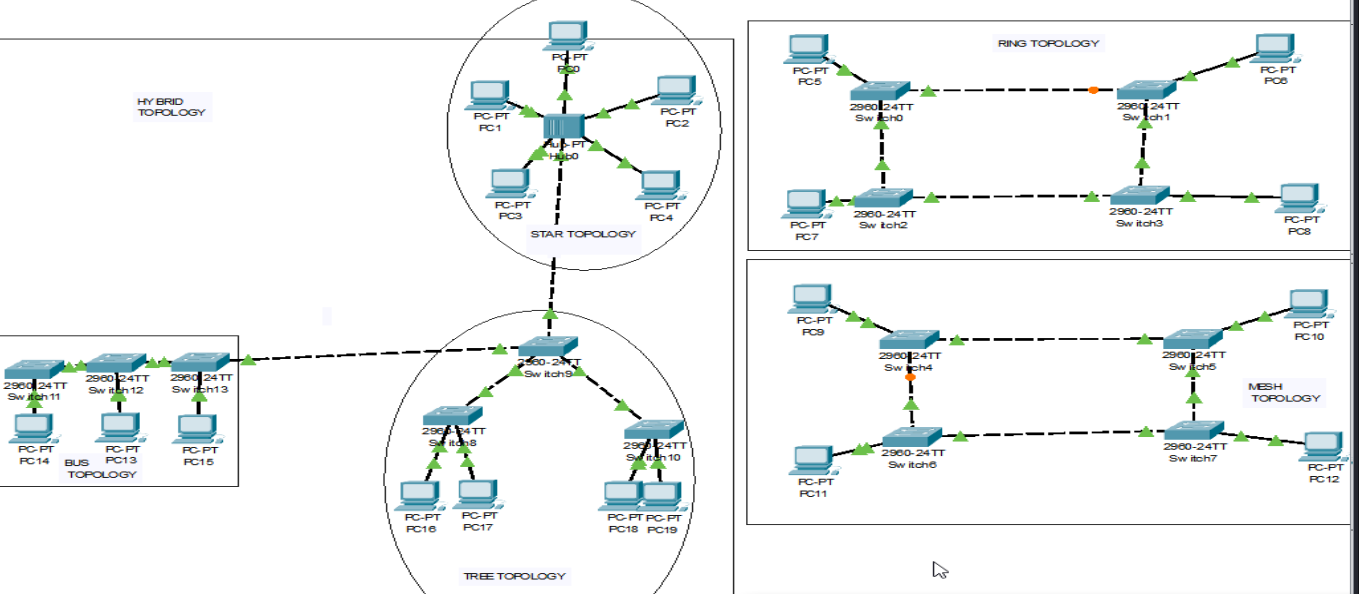 HYBRID
TOPOLOGY
PC-PT
PC0
PC-PT
PC1
PC-PT
PC2
Hub-PT
Hub0
PC-PT
PC3
PC-PT
PC4
STAR TOPOLOGY
2960-24TT
Switch9
2960-24TT
Switch11
2960-24TT
Switch12
2960-24TT
Switch13
PC-PT
PC14
PC-PT
PC13
PC-PT
PC15
BUS
TOPOLOGY
2960-24TT
Switch8
2960-24TT
Switch10
PC-PT
PC16
PC-PT
PC17
PC-PT
PC18
PC-PT
PC19
TREE TOPOLOGY
RING TOPOLOGY
PC-PT
PC5
PC-PT
PC6
2960-24TT
Switch0
2960-24TT
Switch1
PC-PT
PC7
2960-24TT
Switch2
2960-24TT
Switch3
PC-PT
PC8
PC-PT
PC9
PC-PT
PC10
2960-24TT
Switch4
2960-24TT
Switch5
MESH
TOPOLOGY
PC-PT
PC11
2960-24TT
Switch6
2960-24TT
Switch7
PC-PT
PC12